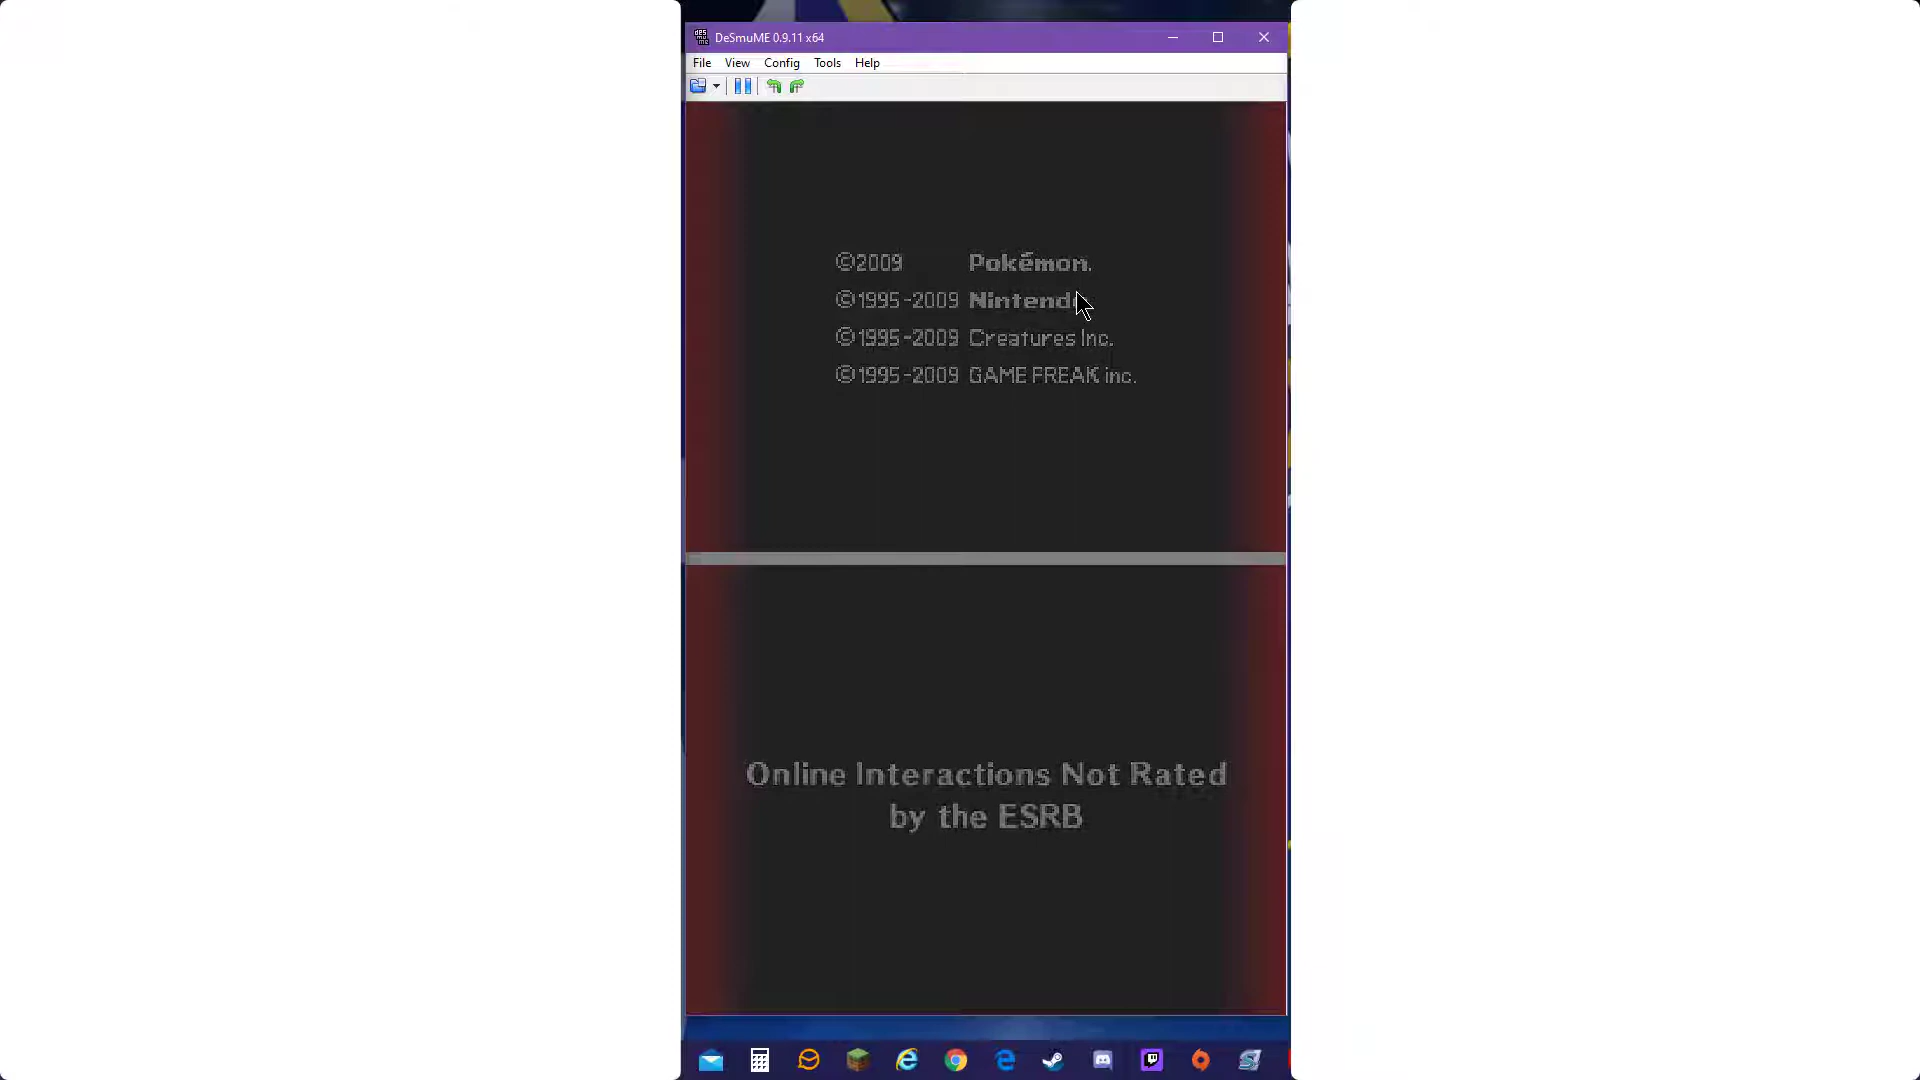 DeSmuME 0.9.11 x64
File View Config Tools Help
©2009 Pokémon.
©1995-2009 Nintendo
©1995-2009 Creatures Inc.
©1995-2009 GAME FREAK inc.
Online Interactions Not Rated
by the ESRB